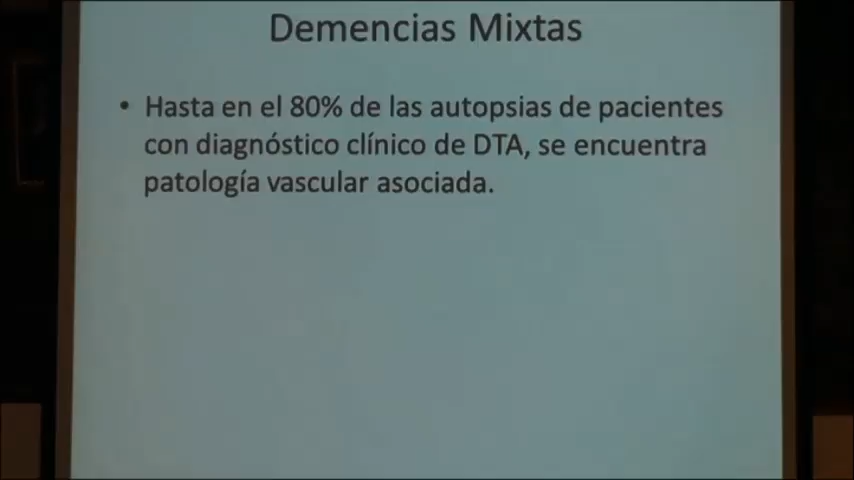 Demencias Mixtas
• Hasta en el 80% de las autopsias de pacientes
con diagnóstico clínico de DTA, se encuentra
patología vascular asociada.